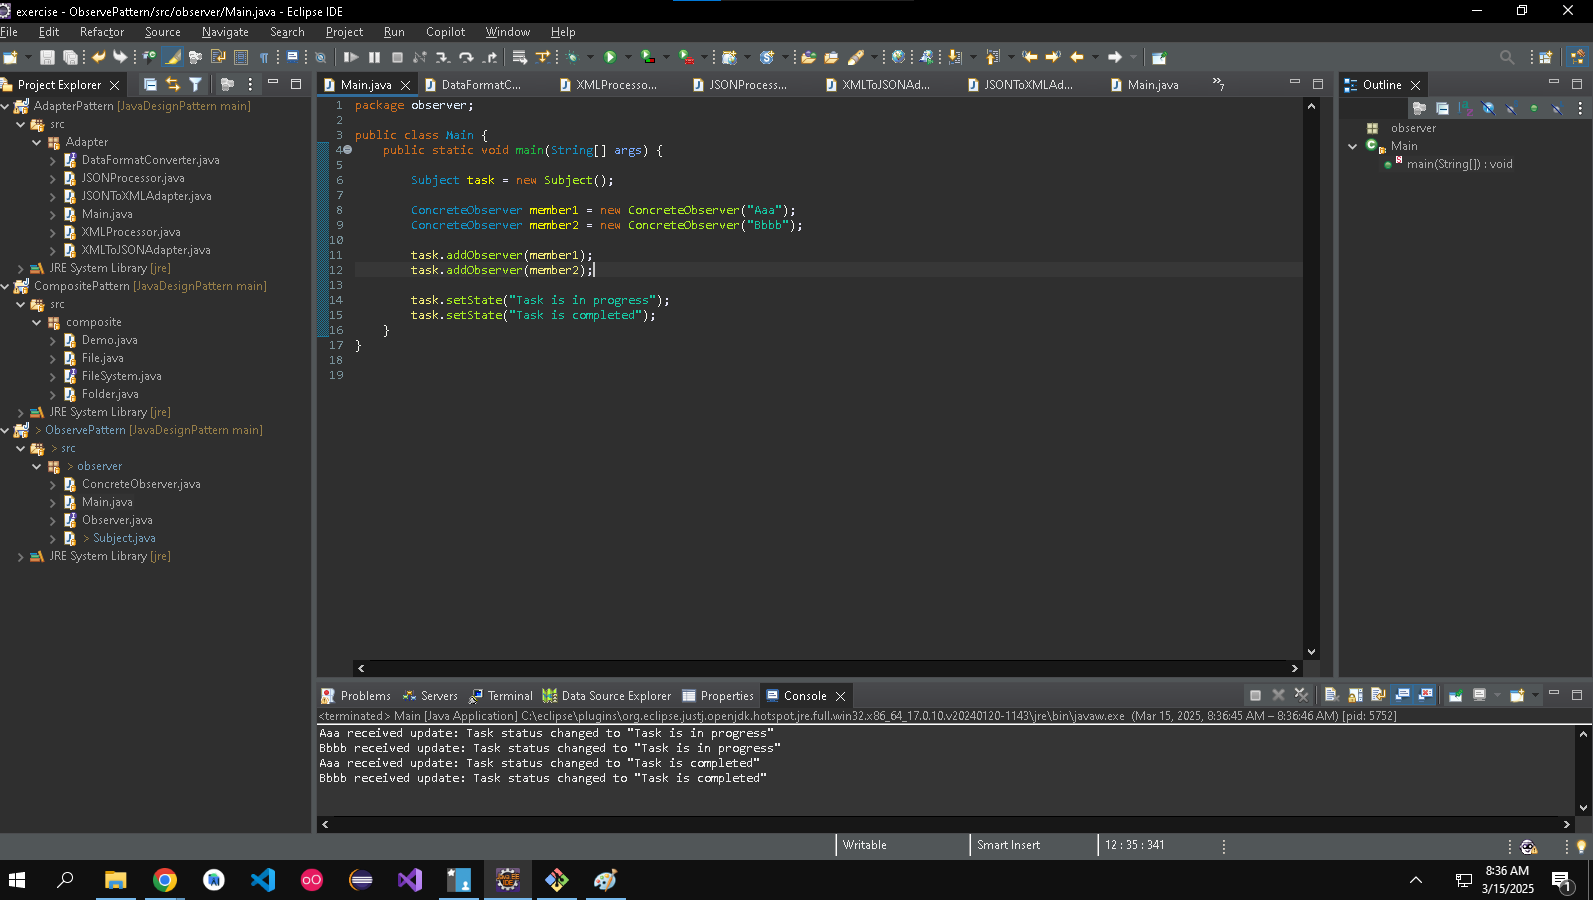 exercise - ObservePattern/src/observer/Main.java - Eclipse IDE
File Edit Refactor Source Navigate Search Project Run Copilot Window Help
Project Explorer
AdapterPattern [JavaDesignPattern main]
src
Adapter
DataFormatConverter.java
JSONProcessor.java
JSONToXMLAdapter.java
Main.java
XMLProcessor.java
XMLToJSONAdapter.java
JRE System Library [jre]
CompositePattern [JavaDesignPattern main]
src
composite
Demo.java
File.java
FileSystem.java
Folder.java
JRE System Library [jre]
> ObservePattern [JavaDesignPattern main]
> src
> observer
ConcreteObserver.java
Main.java
Observer.java
> Subject.java
JRE System Library [jre]
Main.java DataFormatC... XMLProcesso... JSONProcess... XMLToJSONAd... JSONToXMLAd... Main.java »7
1 package observer;
2
3 public class Main {
4 public static void main(String[] args) {
5
6 Subject task = new Subject();
7
8 ConcreteObserver member1 = new ConcreteObserver("Aaa");
9 ConcreteObserver member2 = new ConcreteObserver("Bbbb");
10
11 task.addObserver(member1);
12 task.addObserver(member2);
13
14 task.setState("Task is in progress");
15 task.setState("Task is completed");
16 }
17 }
18
19
Outline
observer
Main
main(String[]) : void
Problems Servers Terminal Data Source Explorer Properties Console
<terminated> Main [Java Application] C:\eclipse\plugins\org.eclipse.justj.openjdk.hotspot.jre.full.win32.x86_64_17.0.10.v20240120-1143\jre\bin\javaw.exe (Mar 15, 2025, 8:36:45 AM – 8:36:46 AM) [pid: 5752]
Aaa received update: Task status changed to "Task is in progress"
Bbbb received update: Task status changed to "Task is in progress"
Aaa received update: Task status changed to "Task is completed"
Bbbb received update: Task status changed to "Task is completed"
Writable Smart Insert 12 : 35 : 341
8:36 AM
3/15/2025
1